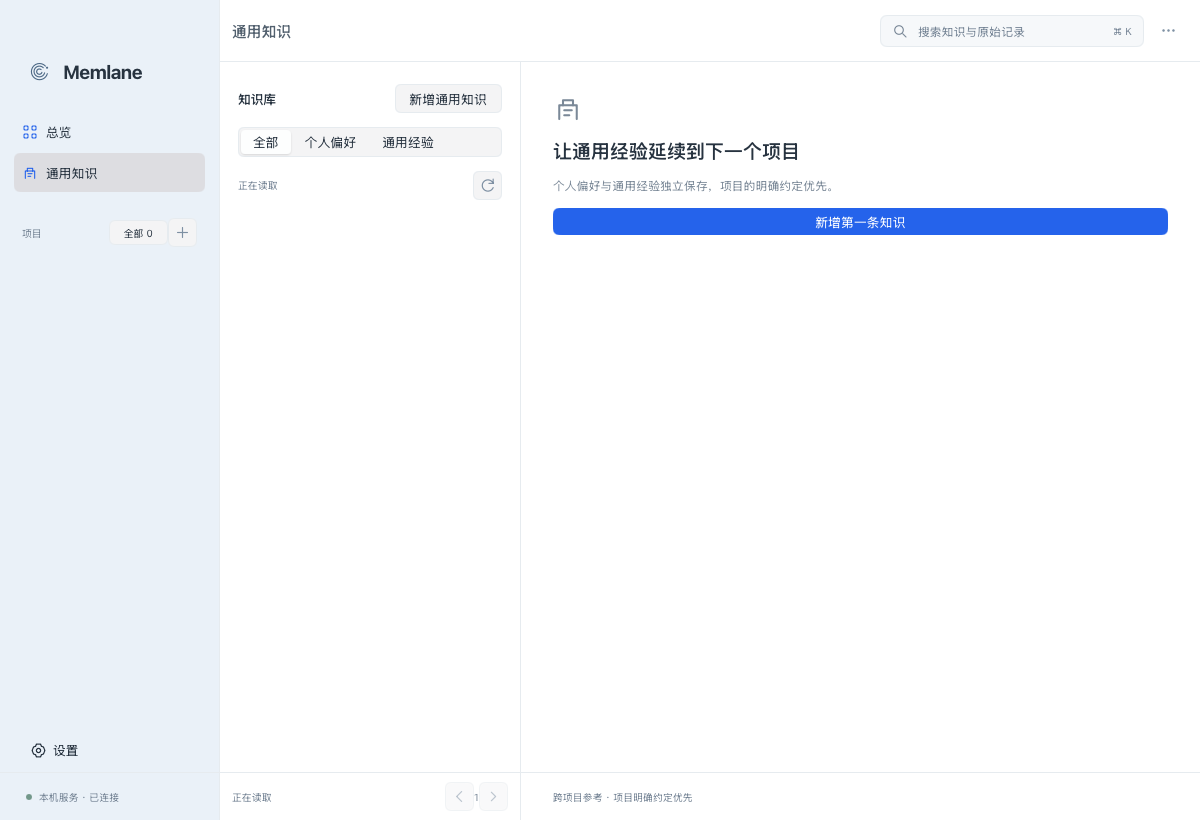 通用知识
搜索知识与原始记录 ⌘ K
Memlane
总览
通用知识
项目 全部 0
设置
本机服务 · 已连接
知识库 新增通用知识
全部 个人偏好 通用经验
正在读取
正在读取 1
让通用经验延续到下一个项目
个人偏好与通用经验独立保存，项目的明确约定优先。
新增第一条知识
跨项目参考 · 项目明确约定优先